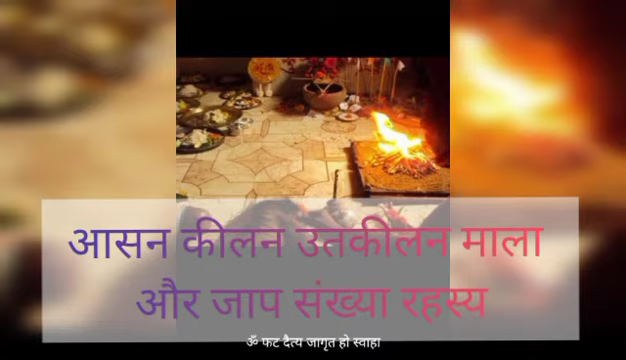 आसन कीलन उतकीलन माला
और जाप संख्या रहस्य
ॐ फट दैत्य जागृत हो स्वाहा